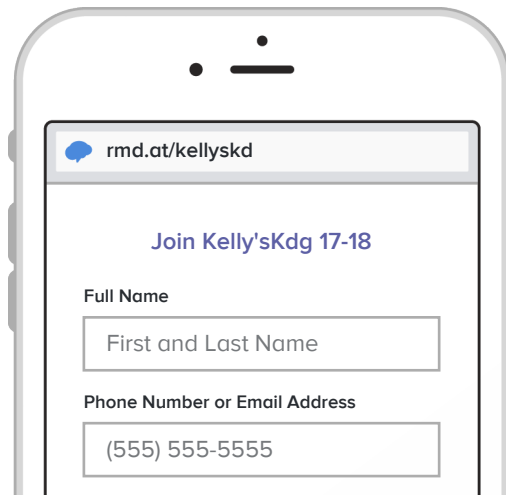 rmd.at/kellyskd
Join Kelly'sKdg 17-18
Full Name
First and Last Name
Phone Number or Email Address
(555) 555-5555